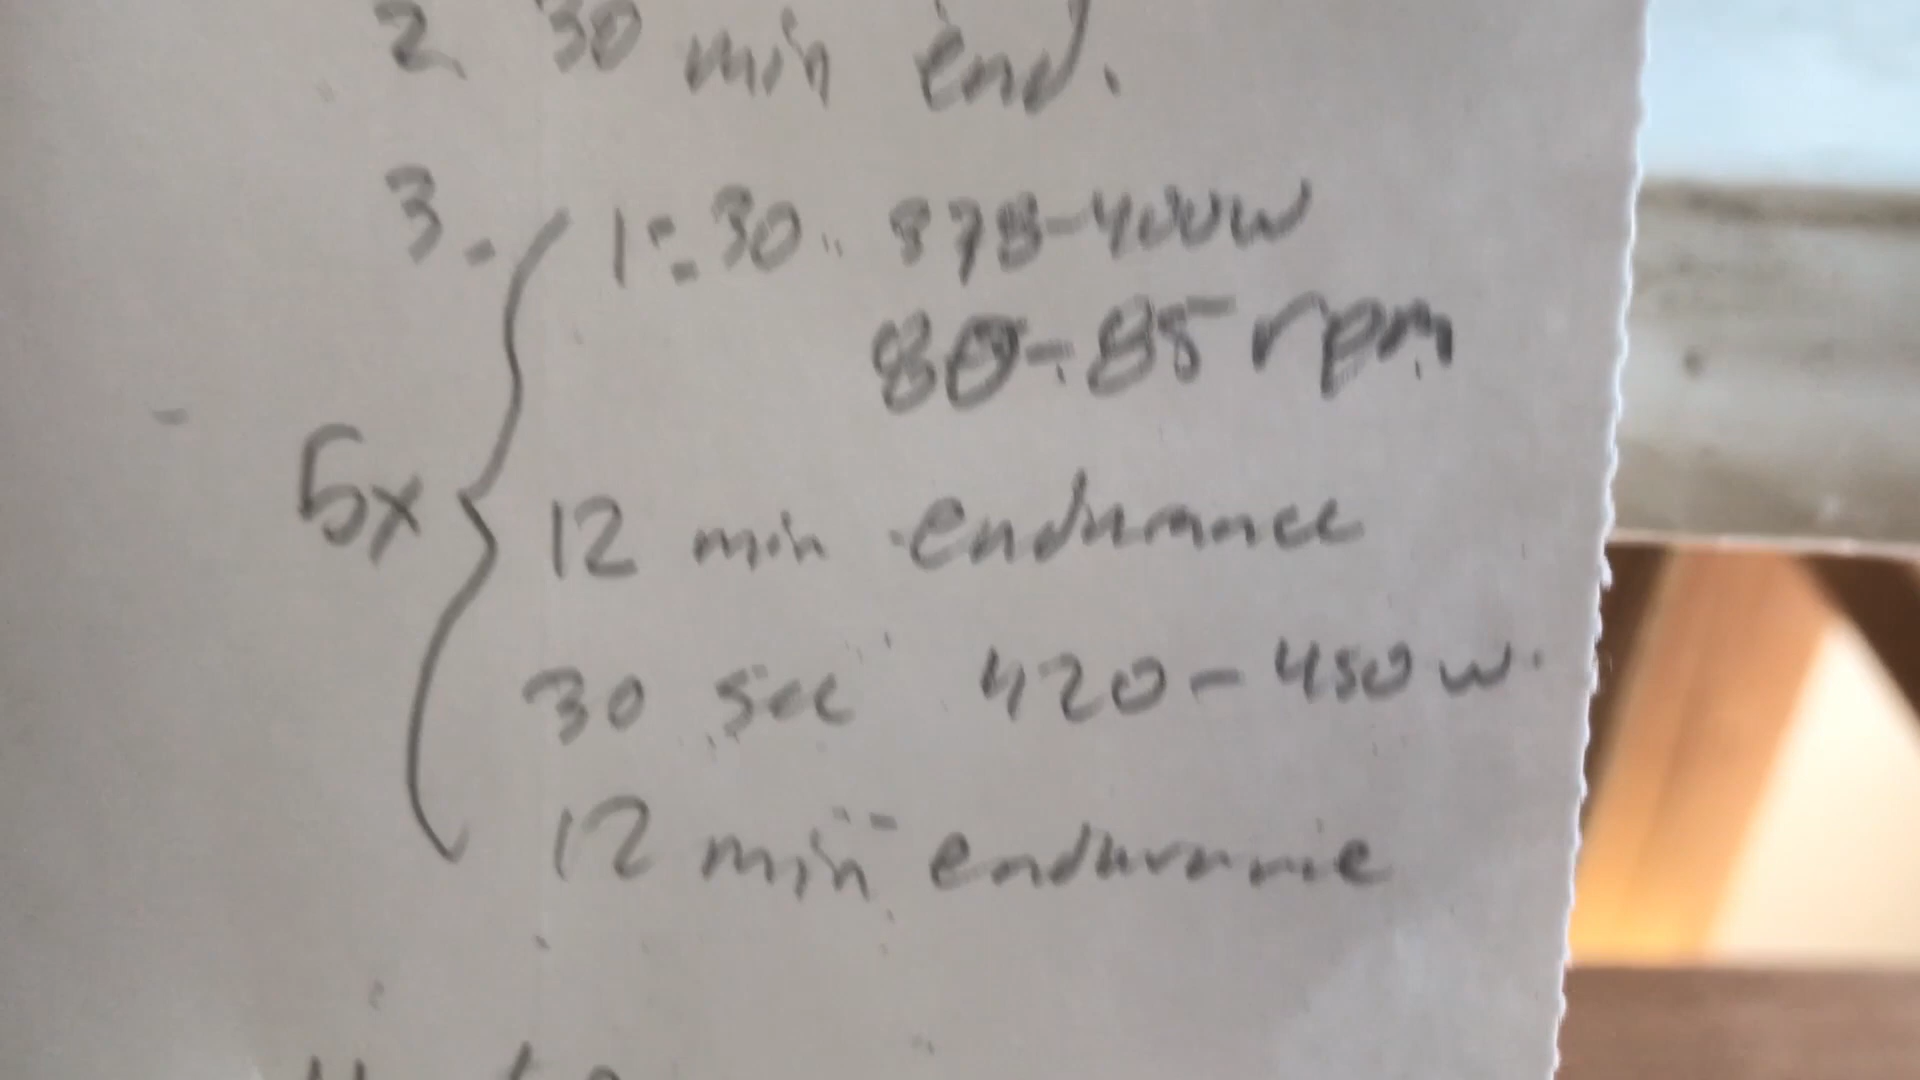 2. 30 min end.
3. 1:30 378-400w
80-85 rpm
5x
12 min endurance
30 sec 420-450 w.
12 min endurance